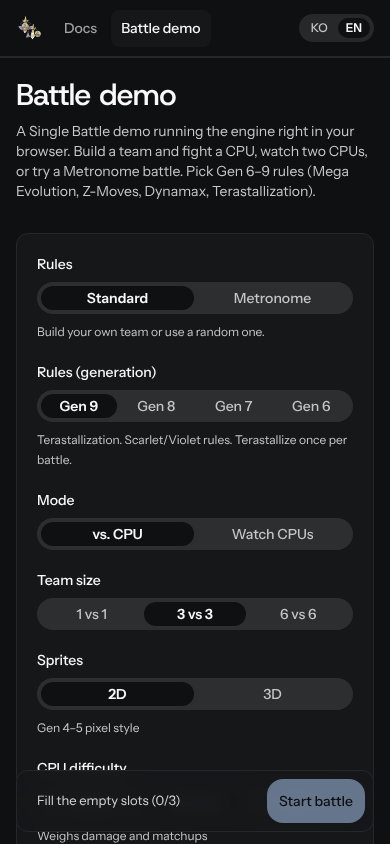 Docs
Battle demo
KO
EN
Battle demo
A Single Battle demo running the engine right in your
browser. Build a team and fight a CPU, watch two CPUs,
or try a Metronome battle. Pick Gen 6–9 rules (Mega
Evolution, Z-Moves, Dynamax, Terastallization).
Rules
Standard
Metronome
Build your own team or use a random one.
Rules (generation)
Gen 9
Gen 8
Gen 7
Gen 6
Terastallization. Scarlet/Violet rules. Terastallize once per
battle.
Mode
vs. CPU
Watch CPUs
Team size
1 vs 1
3 vs 3
6 vs 6
Sprites
2D
3D
Gen 4–5 pixel style
CPU difficulty
Fill the empty slots (0/3)
Start battle
Weighs damage and matchups